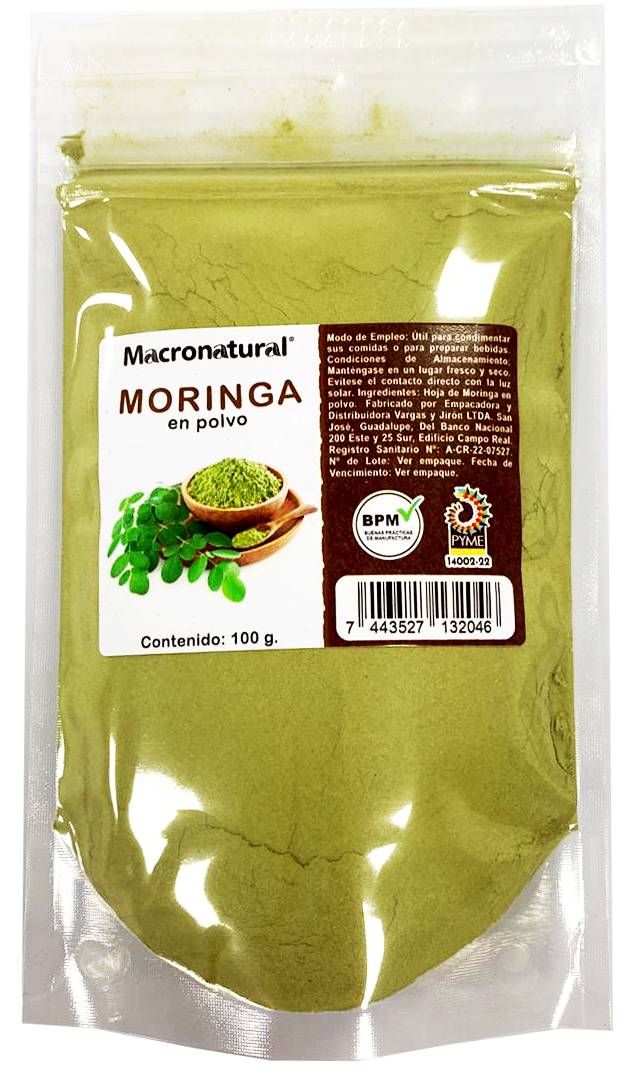 Macronatural®
MORINGA
en polvo
Contenido: 100 g.
Modo de Empleo: Útil para condimentar
sus comidas o para preparar bebidas.
Condiciones de Almacenamiento:
Manténgase en un lugar fresco y seco.
Evítese el contacto directo con la luz
solar. Ingredientes: Hoja de Moringa en
polvo. Fabricado por Empacadora y
Distribuidora Vargas y Jirón LTDA. San
José, Guadalupe, Del Banco Nacional
200 Este y 25 Sur, Edificio Campo Real.
Registro Sanitario N°: A-CR-22-07527.
N° de Lote: Ver empaque. Fecha de
Vencimiento: Ver empaque.
BPM
BUENAS PRÁCTICAS
DE MANUFACTURA
PYME
14002-22
7 443527 132046